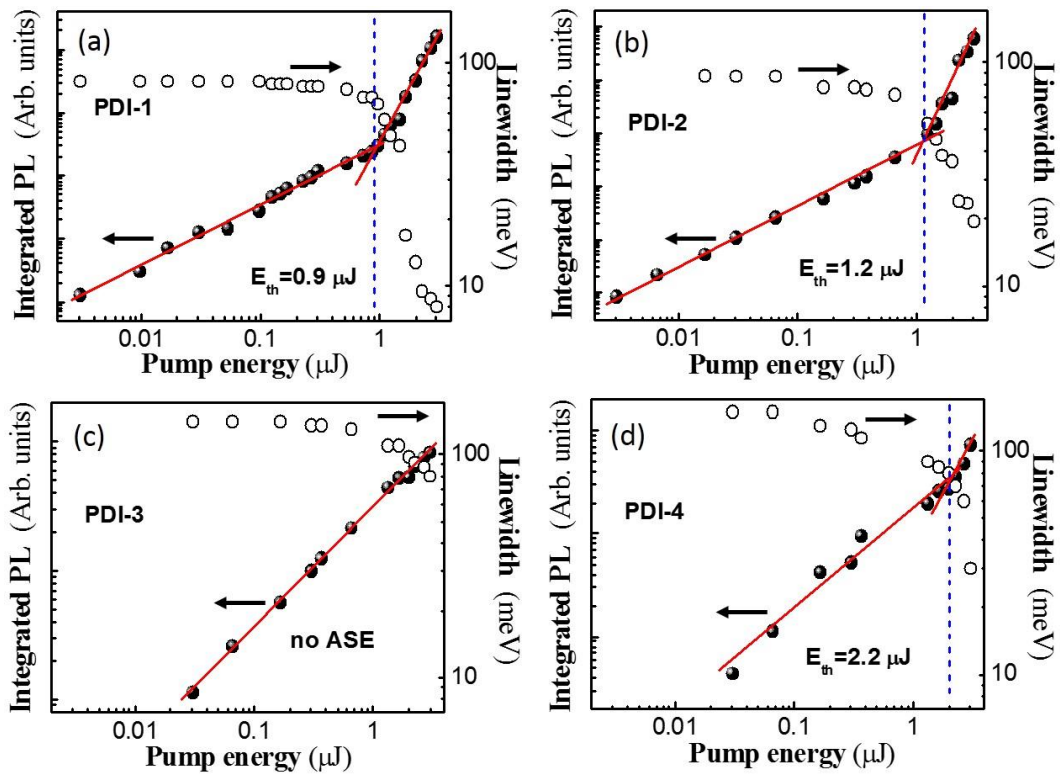 (a)
PDI-1
E_th=0.9 μJ
Integrated PL (Arb. units)
100
10
Linewidth (meV)
0.01 0.1 1
Pump energy (μJ)
(b)
PDI-2
E_th=1.2 μJ
Integrated PL (Arb. units)
100
10
Linewidth (meV)
0.01 0.1 1
Pump energy (μJ)
(c)
PDI-3
no ASE
Integrated PL (Arb. units)
100
10
Linewidth (meV)
0.01 0.1 1
Pump energy (μJ)
(d)
PDI-4
E_th=2.2 μJ
Integrated PL (Arb. units)
100
10
Linewidth (meV)
0.01 0.1 1
Pump energy (μJ)